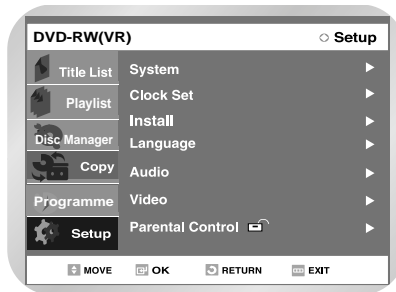 DVD-RW(VR) Setup
Title List
Playlist
Disc Manager
Copy
Programme
Setup
System
Clock Set
Install
Language
Audio
Video
Parental Control
MOVE OK RETURN EXIT